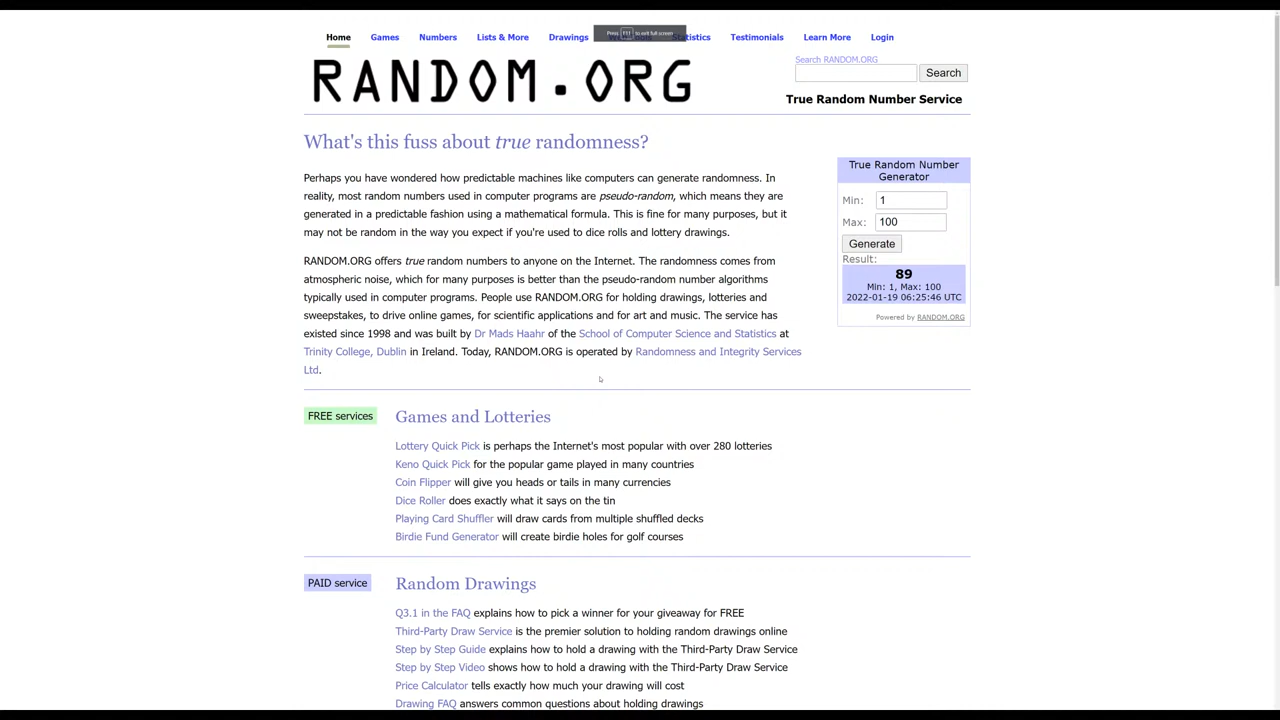 Press F11 to exit full screen
Home Games Numbers Lists & More Drawings Statistics Testimonials Learn More Login
RANDOM.ORG
Search RANDOM.ORG
Search
True Random Number Service
What's this fuss about true randomness?
Perhaps you have wondered how predictable machines like computers can generate randomness. In
reality, most random numbers used in computer programs are pseudo-random, which means they are
generated in a predictable fashion using a mathematical formula. This is fine for many purposes, but it
may not be random in the way you expect if you're used to dice rolls and lottery drawings.
RANDOM.ORG offers true random numbers to anyone on the Internet. The randomness comes from
atmospheric noise, which for many purposes is better than the pseudo-random number algorithms
typically used in computer programs. People use RANDOM.ORG for holding drawings, lotteries and
sweepstakes, to drive online games, for scientific applications and for art and music. The service has
existed since 1998 and was built by Dr Mads Haahr of the School of Computer Science and Statistics at
Trinity College, Dublin in Ireland. Today, RANDOM.ORG is operated by Randomness and Integrity Services
Ltd.
True Random Number
Generator
Min: 1
Max: 100
Generate
Result:
89
Min: 1, Max: 100
2022-01-19 06:25:46 UTC
Powered by RANDOM.ORG
FREE services
Games and Lotteries
Lottery Quick Pick is perhaps the Internet's most popular with over 280 lotteries
Keno Quick Pick for the popular game played in many countries
Coin Flipper will give you heads or tails in many currencies
Dice Roller does exactly what it says on the tin
Playing Card Shuffler will draw cards from multiple shuffled decks
Birdie Fund Generator will create birdie holes for golf courses
PAID service
Random Drawings
Q3.1 in the FAQ explains how to pick a winner for your giveaway for FREE
Third-Party Draw Service is the premier solution to holding random drawings online
Step by Step Guide explains how to hold a drawing with the Third-Party Draw Service
Step by Step Video shows how to hold a drawing with the Third-Party Draw Service
Price Calculator tells exactly how much your drawing will cost
Drawing FAQ answers common questions about holding drawings